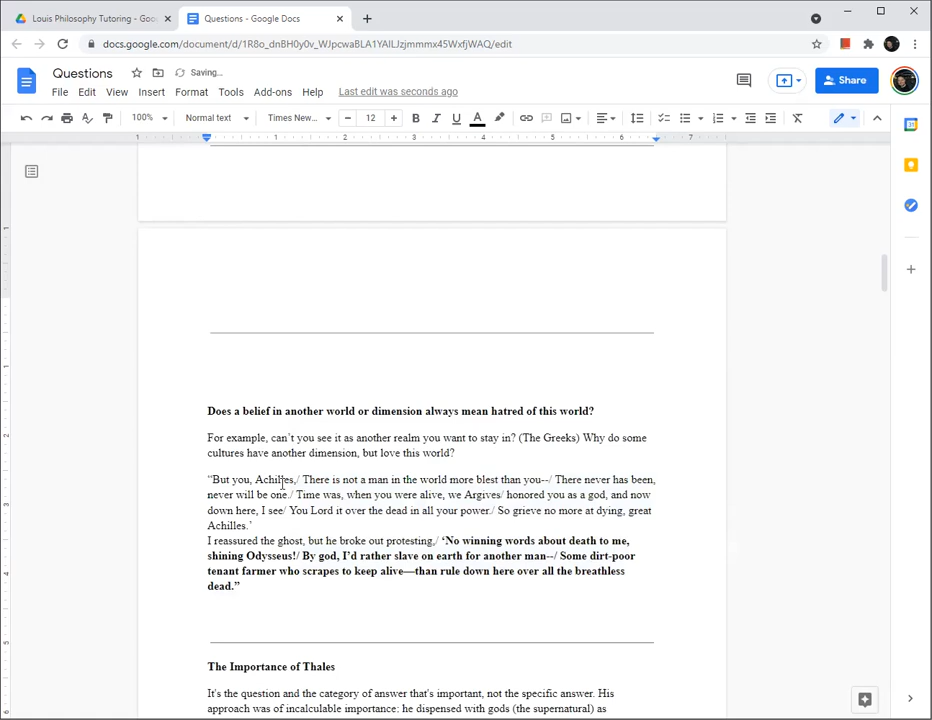 Louis Philosophy Tutoring - Goo
Questions - Google Docs
docs.google.com/document/d/1R8o_dnBH0y0v_WJpcwaBLA1YAILJzjmmmx45WxfjWAQ/edit
Questions
Saving...
File Edit View Insert Format Tools Add-ons Help Last edit was seconds ago
Share
100% Normal text Times New... 12 B I U A
1 1 2 3 4 5 6 7
Does a belief in another world or dimension always mean hatred of this world?
For example, can't you see it as another realm you want to stay in? (The Greeks) Why do some
cultures have another dimension, but love this world?
“But you, Achilles,/ There is not a man in the world more blest than you--/ There never has been,
never will be one./ Time was, when you were alive, we Argives/ honored you as a god, and now
down here, I see/ You Lord it over the dead in all your power./ So grieve no more at dying, great
Achilles.’
I reassured the ghost, but he broke out protesting,/ ‘No winning words about death to me,
shining Odysseus!/ By god, I’d rather slave on earth for another man--/ Some dirt-poor
tenant farmer who scrapes to keep alive—than rule down here over all the breathless
dead.”
The Importance of Thales
It's the question and the category of answer that's important, not the specific answer. His
approach was of incalculable importance: he dispensed with gods (the supernatural) as